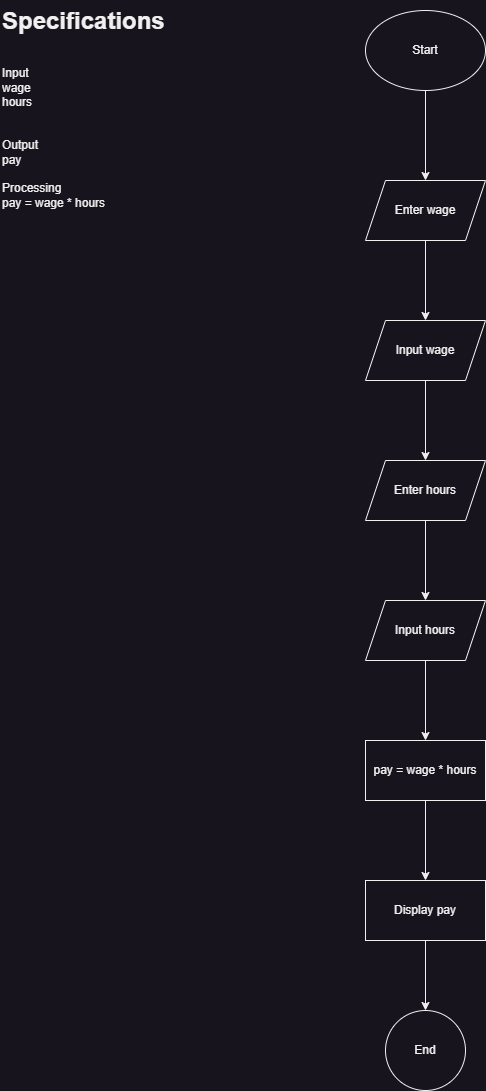 Specifications
Input
wage
hours
Output
pay
Processing
pay = wage * hours
Start
Enter wage
Input wage
Enter hours
Input hours
pay = wage * hours
Display pay
End